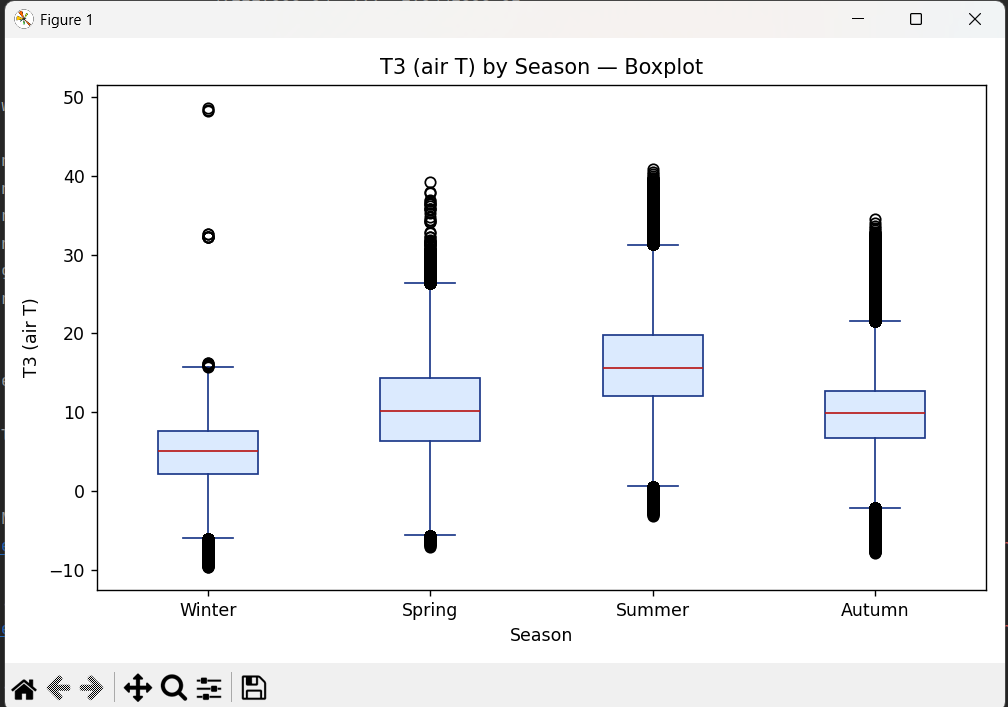 Figure 1
T3 (air T) by Season — Boxplot
50
40
30
20
10
0
−10
T3 (air T)
Winter Spring Summer Autumn
Season